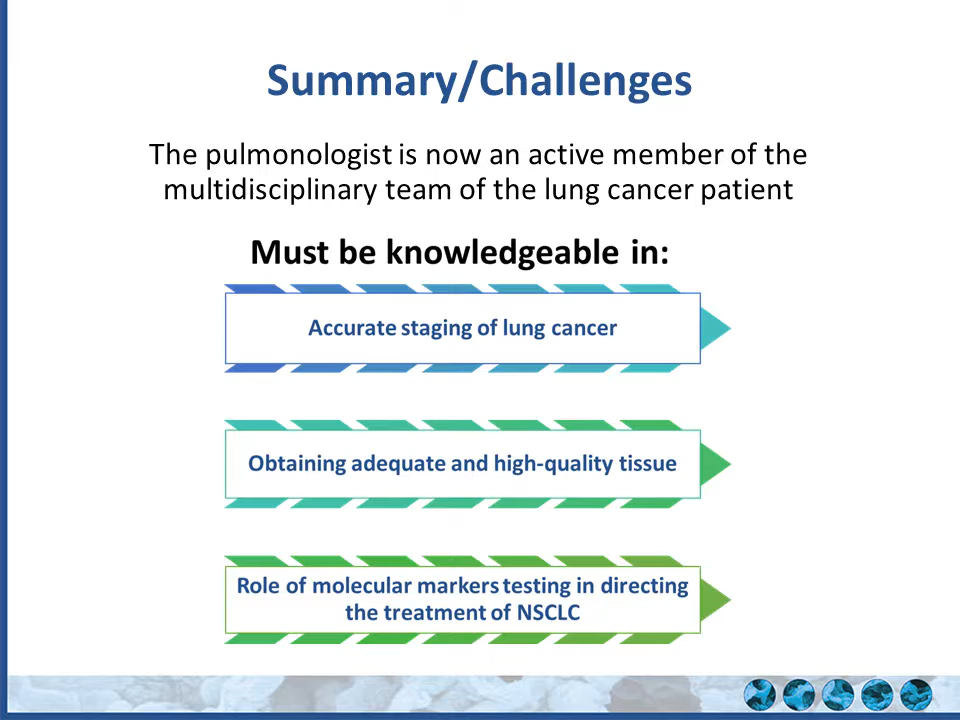 Summary/Challenges
The pulmonologist is now an active member of the
multidisciplinary team of the lung cancer patient
Must be knowledgeable in:
Accurate staging of lung cancer
Obtaining adequate and high-quality tissue
Role of molecular markers testing in directing
the treatment of NSCLC